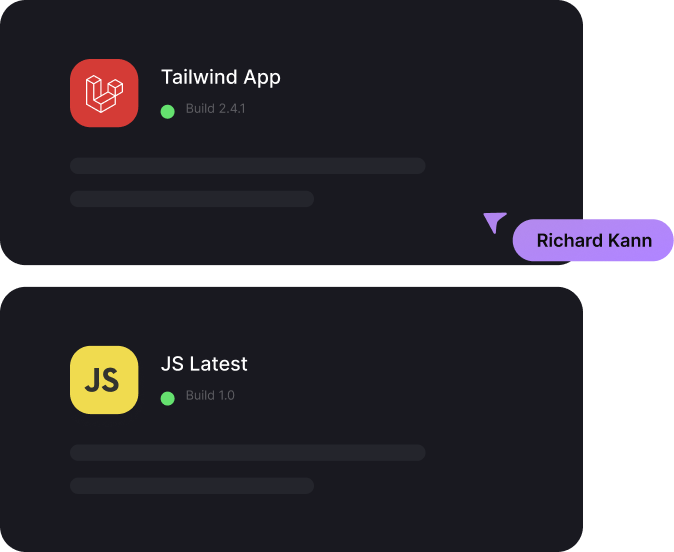 Tailwind App
Build 2.4.1
Richard Kann
JS
JS Latest
Build 1.0